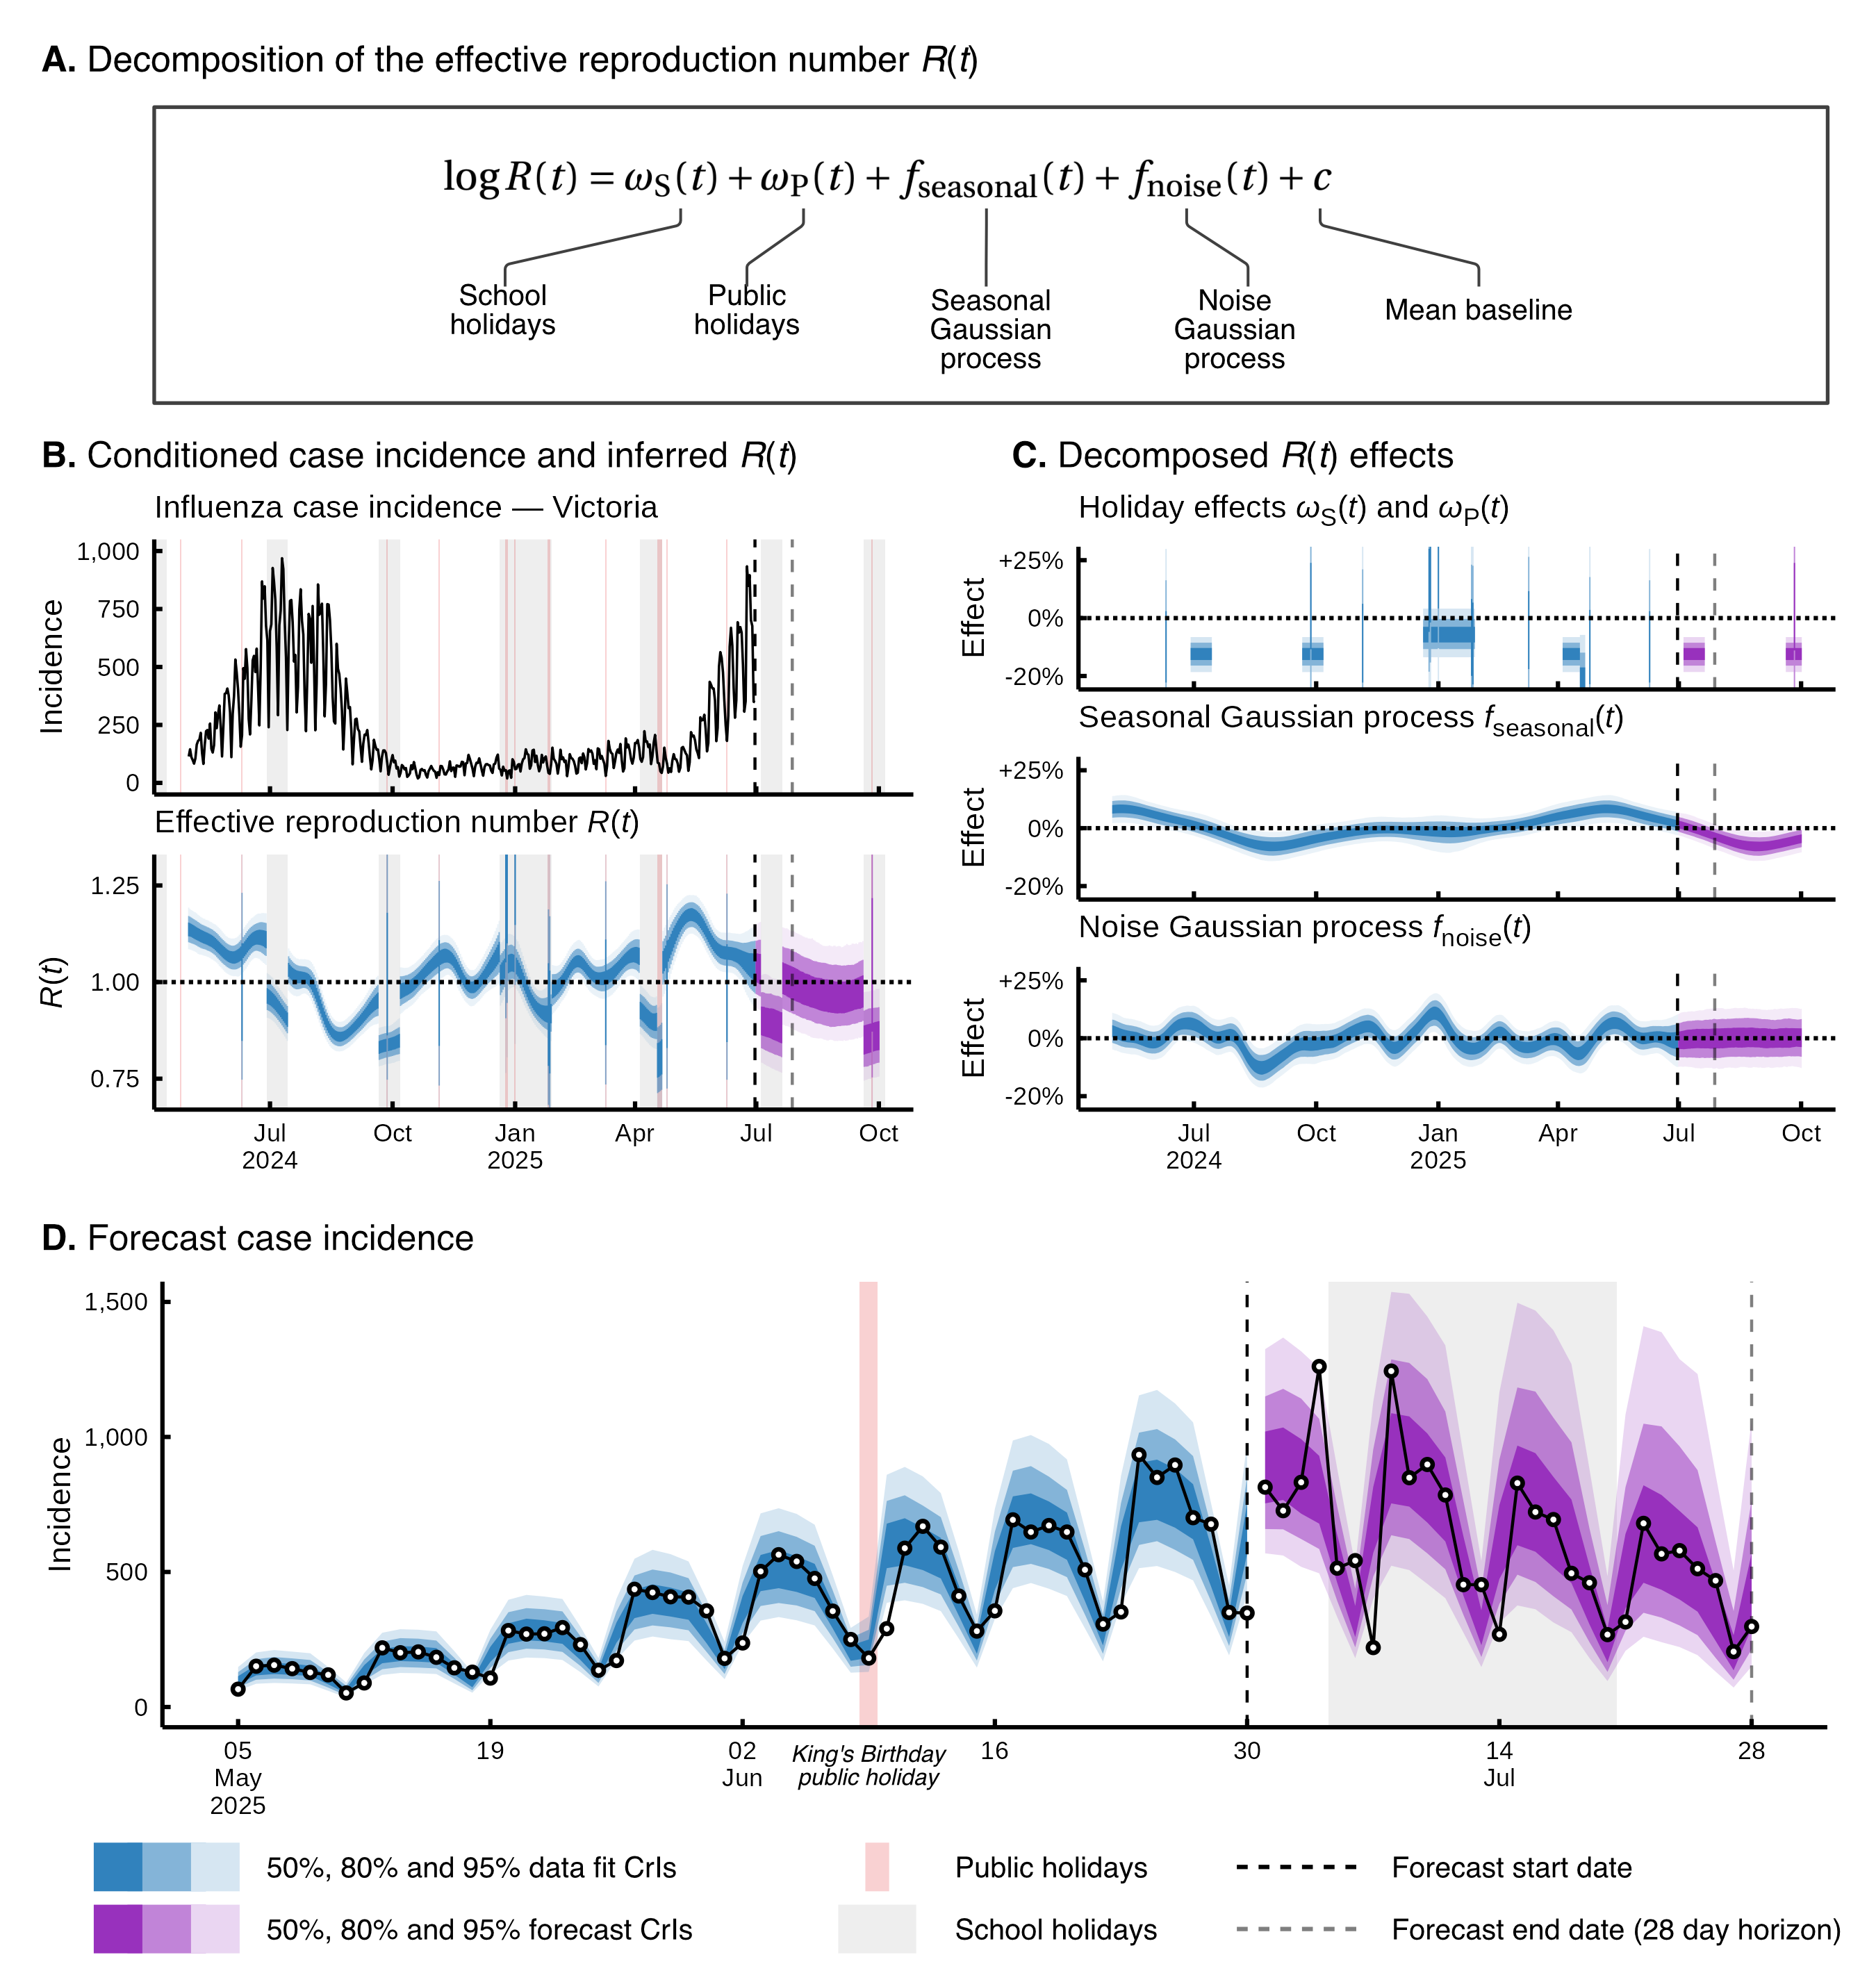 A. Decomposition of the effective reproduction number R(t)
log R(t) = ωS(t) + ωP(t) + fseasonal(t) + fnoise(t) + c
School
holidays
Public
holidays
Seasonal
Gaussian
process
Noise
Gaussian
process
Mean baseline
B. Conditioned case incidence and inferred R(t)
Influenza case incidence — Victoria
Incidence
1,000
750
500
250
0
Effective reproduction number R(t)
R(t)
1.25
1.00
0.75
Jul
2024
Oct
Jan
2025
Apr
Jul
Oct
C. Decomposed R(t) effects
Holiday effects ωS(t) and ωP(t)
Effect
+25%
0%
-20%
Seasonal Gaussian process fseasonal(t)
Effect
+25%
0%
-20%
Noise Gaussian process fnoise(t)
Effect
+25%
0%
-20%
Jul
2024
Oct
Jan
2025
Apr
Jul
Oct
D. Forecast case incidence
Incidence
1,500
1,000
500
0
05
May
2025
19
02
Jun
King's Birthday
public holiday
16
30
14
Jul
28
50%, 80% and 95% data fit CrIs
50%, 80% and 95% forecast CrIs
Public holidays
School holidays
Forecast start date
Forecast end date (28 day horizon)